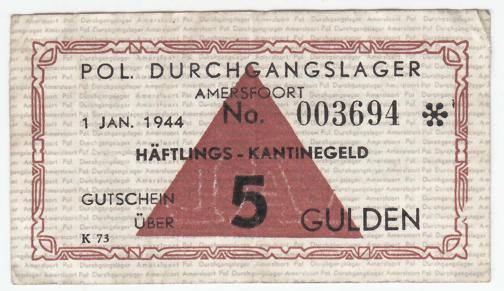 POL. DURCHGANGSLAGER
AMERSFOORT
1 JAN. 1944 No. 003694 *
HÄFTLINGS - KANTINEGELD
GUTSCHEIN
ÜBER 5 GULDEN
K 73